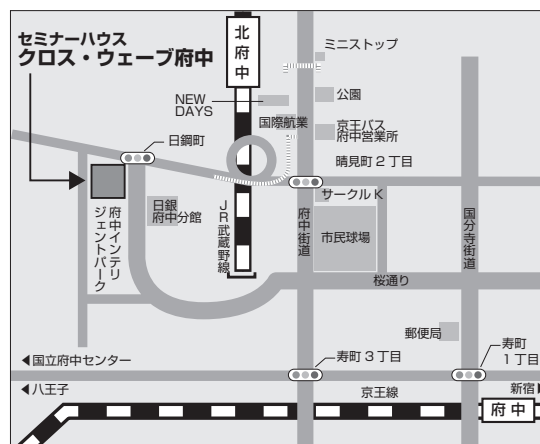 セミナーハウス
クロス・ウェーブ府中
北府中
ミニストップ
NEW
DAYS
公園
国際航業
京王バス
府中営業所
日鋼町
晴見町2丁目
サークルK
日銀
府中分館
府中インテリ
ジェントパーク
JR武蔵野線
府中街道
市民球場
国分寺街道
桜通り
郵便局
国立府中センター
寿町3丁目
寿町
1丁目
八王子
京王線
新宿
府中